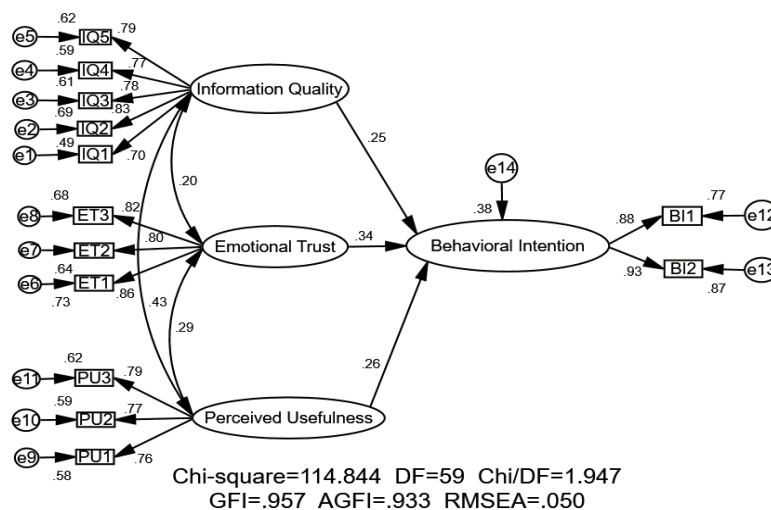 .62
.79
e5
IQ5
.59
.77
e4
IQ4
Information Quality
.61
.78
e3
IQ3
.83
.69
e2
IQ2
.49
.70
e1
IQ1
.25
.20
e14
.68
.82
e8
ET3
.38
.88
BI1
.77
e12
.80
e7
ET2
Emotional Trust
.34
Behavioral Intention
.64
.86
e6
ET1
.73
.93
BI2
e13
.87
.43
.29
.26
.62
.79
e11
PU3
.59
.77
e10
PU2
Perceived Usefulness
.76
e9
PU1
.58
Chi-square=114.844 DF=59 Chi/DF=1.947
GFI=.957 AGFI=.933 RMSEA=.050